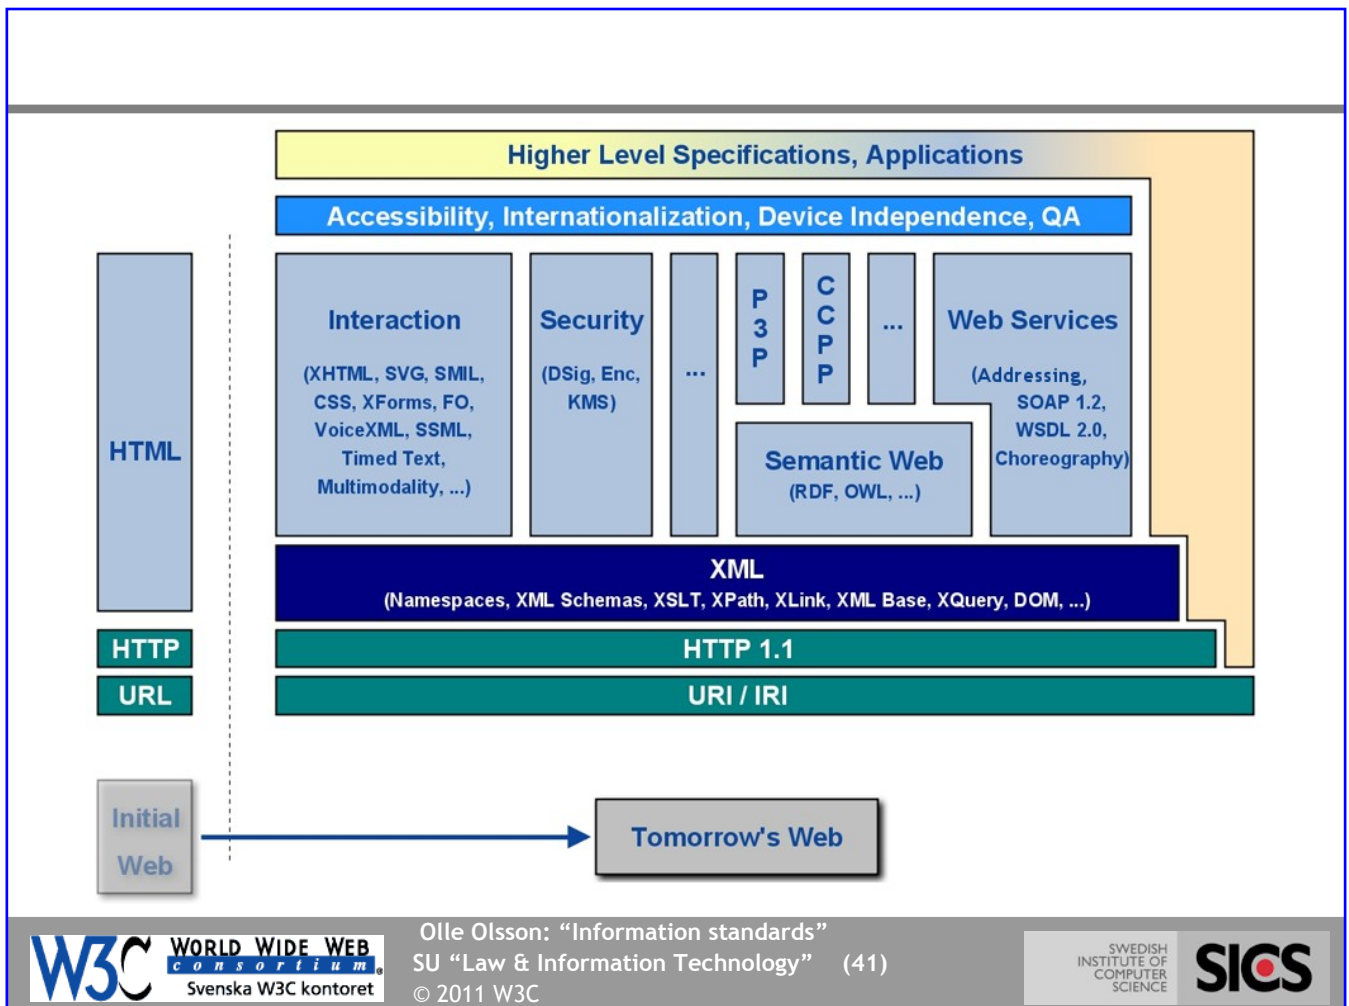 Higher Level Specifications, Applications
Accessibility, Internationalization, Device Independence, QA
HTML
HTTP
URL
Interaction
(XHTML, SVG, SMIL,
CSS, XForms, FO,
VoiceXML, SSML,
Timed Text,
Multimodality, ...)
Security
(DSig, Enc,
KMS)
...
P
3
P
C
C
P
P
...
Web Services
(Addressing,
SOAP 1.2,
WSDL 2.0,
Choreography)
Semantic Web
(RDF, OWL, ...)
XML
(Namespaces, XML Schemas, XSLT, XPath, XLink, XML Base, XQuery, DOM, ...)
HTTP 1.1
URI / IRI
Initial
Web
Tomorrow's Web
W3C
WORLD WIDE WEB
consortium®
Svenska W3C kontoret
Olle Olsson: “Information standards”
SU “Law & Information Technology” (41)
© 2011 W3C
SWEDISH
INSTITUTE OF
COMPUTER
SCIENCE
SICS